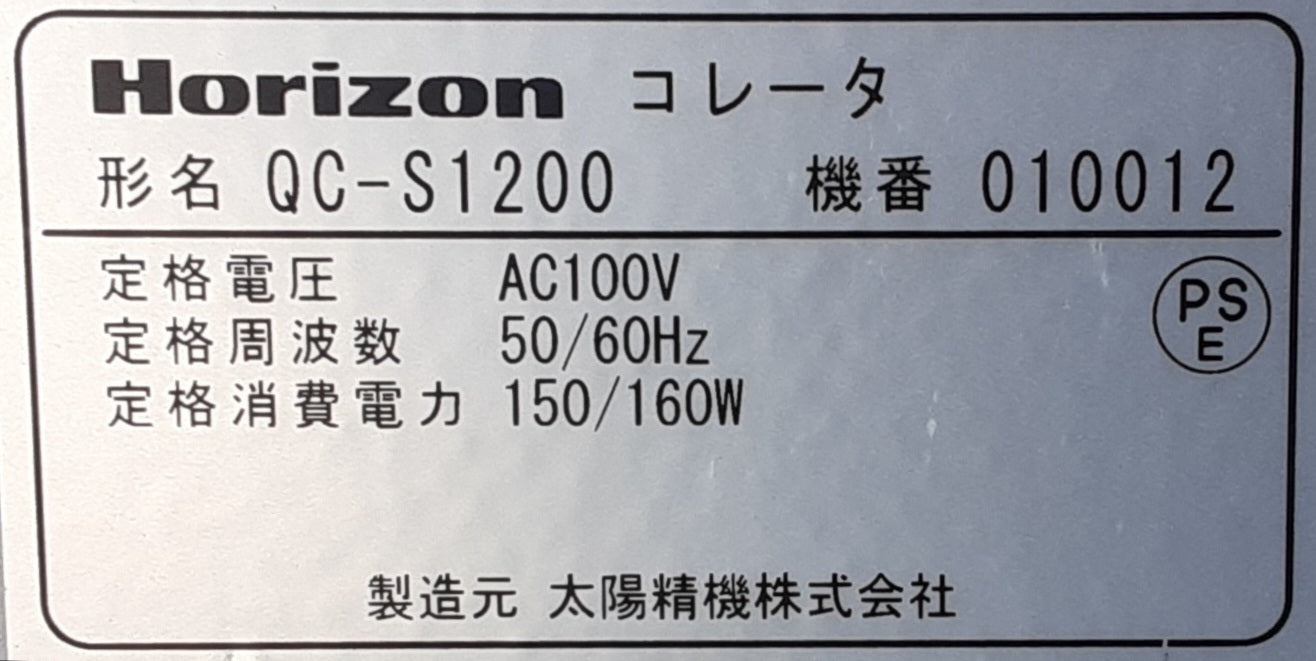 Horizon コレータ
形名 QC-S1200 機番 010012
定格電圧 AC100V
定格周波数 50/60Hz
定格消費電力 150/160W
PS
E
製造元 太陽精機株式会社